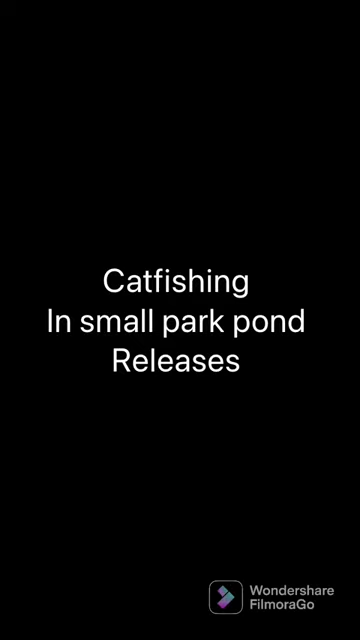 Catfishing
In small park pond
Releases
Wondershare
FilmoraGo